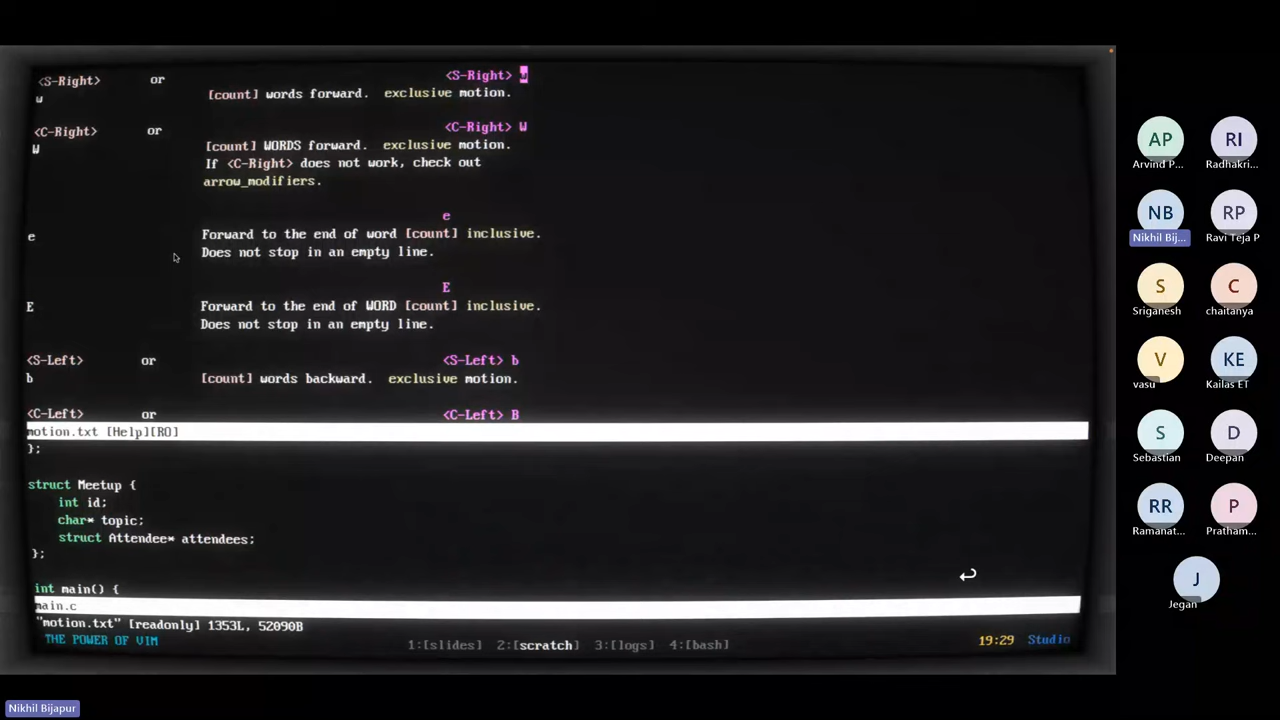 <S-Right> or <S-Right> w
w [count] words forward. exclusive motion.
<C-Right> or <C-Right> W
W [count] WORDS forward. exclusive motion.
If <C-Right> does not work, check out
arrow_modifiers.
e
e Forward to the end of word [count] inclusive.
Does not stop in an empty line.
E
E Forward to the end of WORD [count] inclusive.
Does not stop in an empty line.
<S-Left> or <S-Left> b
b [count] words backward. exclusive motion.
<C-Left> or <C-Left> B
motion.txt [Help][RO]
};
struct Meetup {
int id;
char* topic;
struct Attendee* attendees;
};
int main() {
main.c
"motion.txt" [readonly] 1353L, 52090B
THE POWER OF VIM 1:[slides] 2:[scratch] 3:[logs] 4:[bash] 19:29 Studio
AP RI
Arvind P... Radhakri...
NB RP
Nikhil Bij... Ravi Teja P
S C
Sriganesh chaitanya
V KE
vasu Kailas ET
S D
Sebastian Deepan
RR P
Ramanat... Pratham...
J
Jegan
Nikhil Bijapur